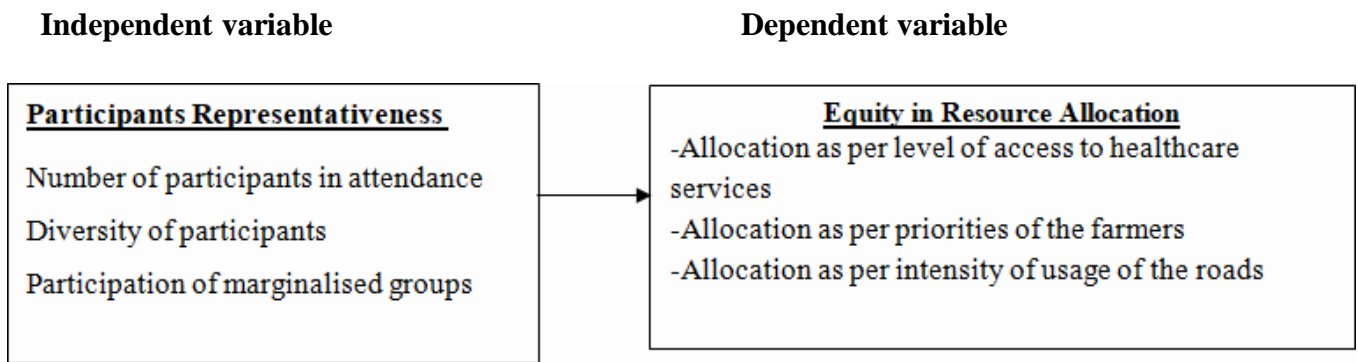 Independent variable
Dependent variable
Participants Representativeness
Number of participants in attendance
Diversity of participants
Participation of marginalised groups
Equity in Resource Allocation
-Allocation as per level of access to healthcare
services
-Allocation as per priorities of the farmers
-Allocation as per intensity of usage of the roads